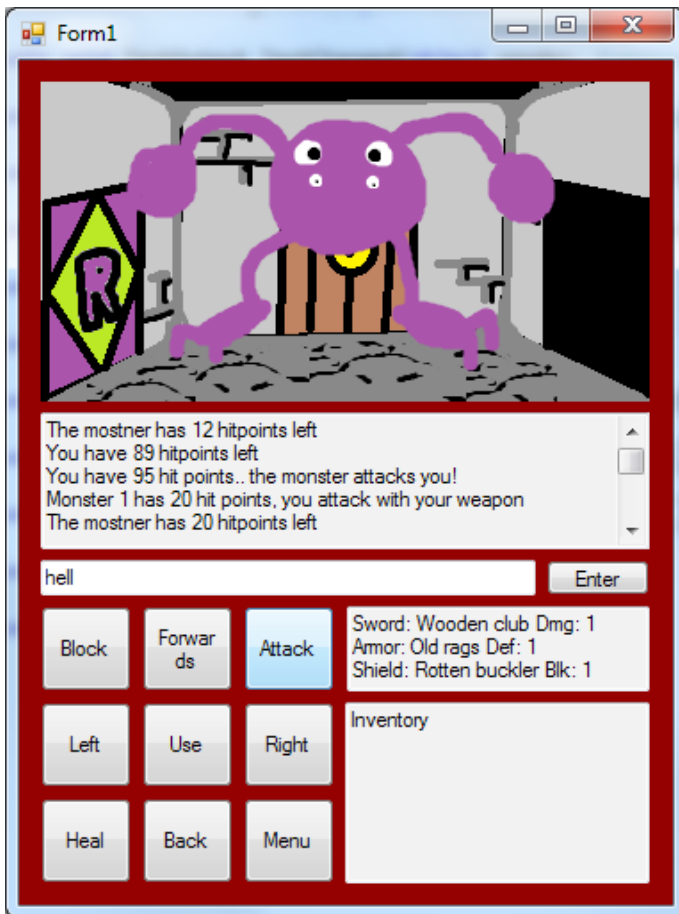 Form1
R
The mostner has 12 hitpoints left
You have 89 hitpoints left
You have 95 hit points.. the monster attacks you!
Monster 1 has 20 hit points, you attack with your weapon
The mostner has 20 hitpoints left
hell
Enter
Block
Forwar
ds
Attack
Sword: Wooden club Dmg: 1
Armor: Old rags Def: 1
Shield: Rotten buckler Blk: 1
Left
Use
Right
Inventory
Heal
Back
Menu